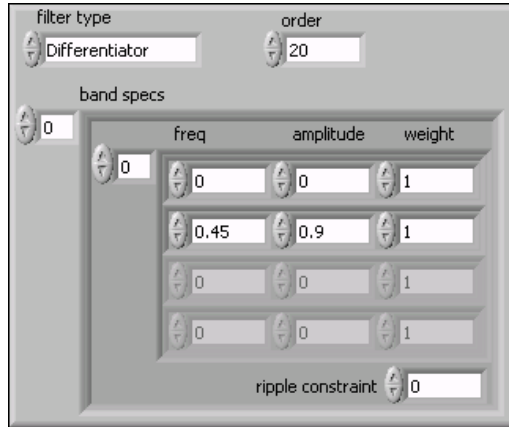 filter type order
Differentiator 20
band specs
0
freq amplitude weight
0
0 0 1
0.45 0.9 1
0 0 1
0 0 1
ripple constraint 0